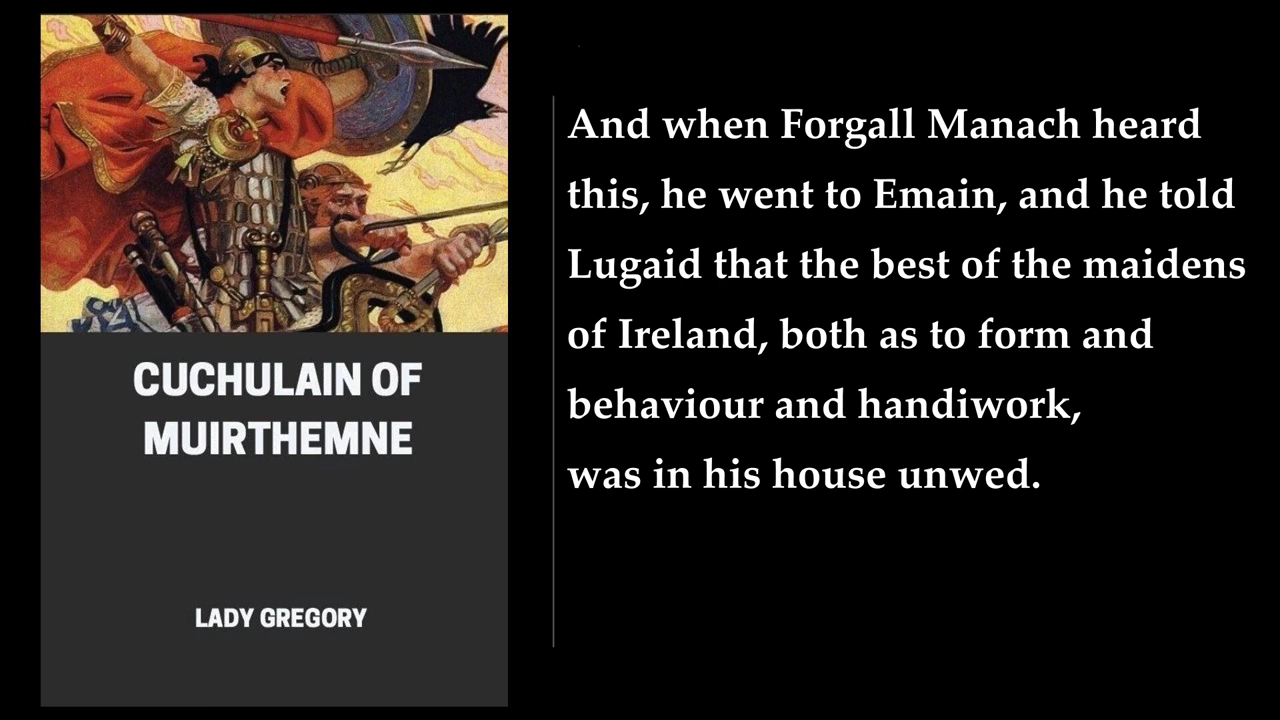 CUCHULAIN OF
MUIRTHEMNE
LADY GREGORY
And when Forgall Manach heard
this, he went to Emain, and he told
Lugaid that the best of the maidens
of Ireland, both as to form and
behaviour and handiwork,
was in his house unwed.